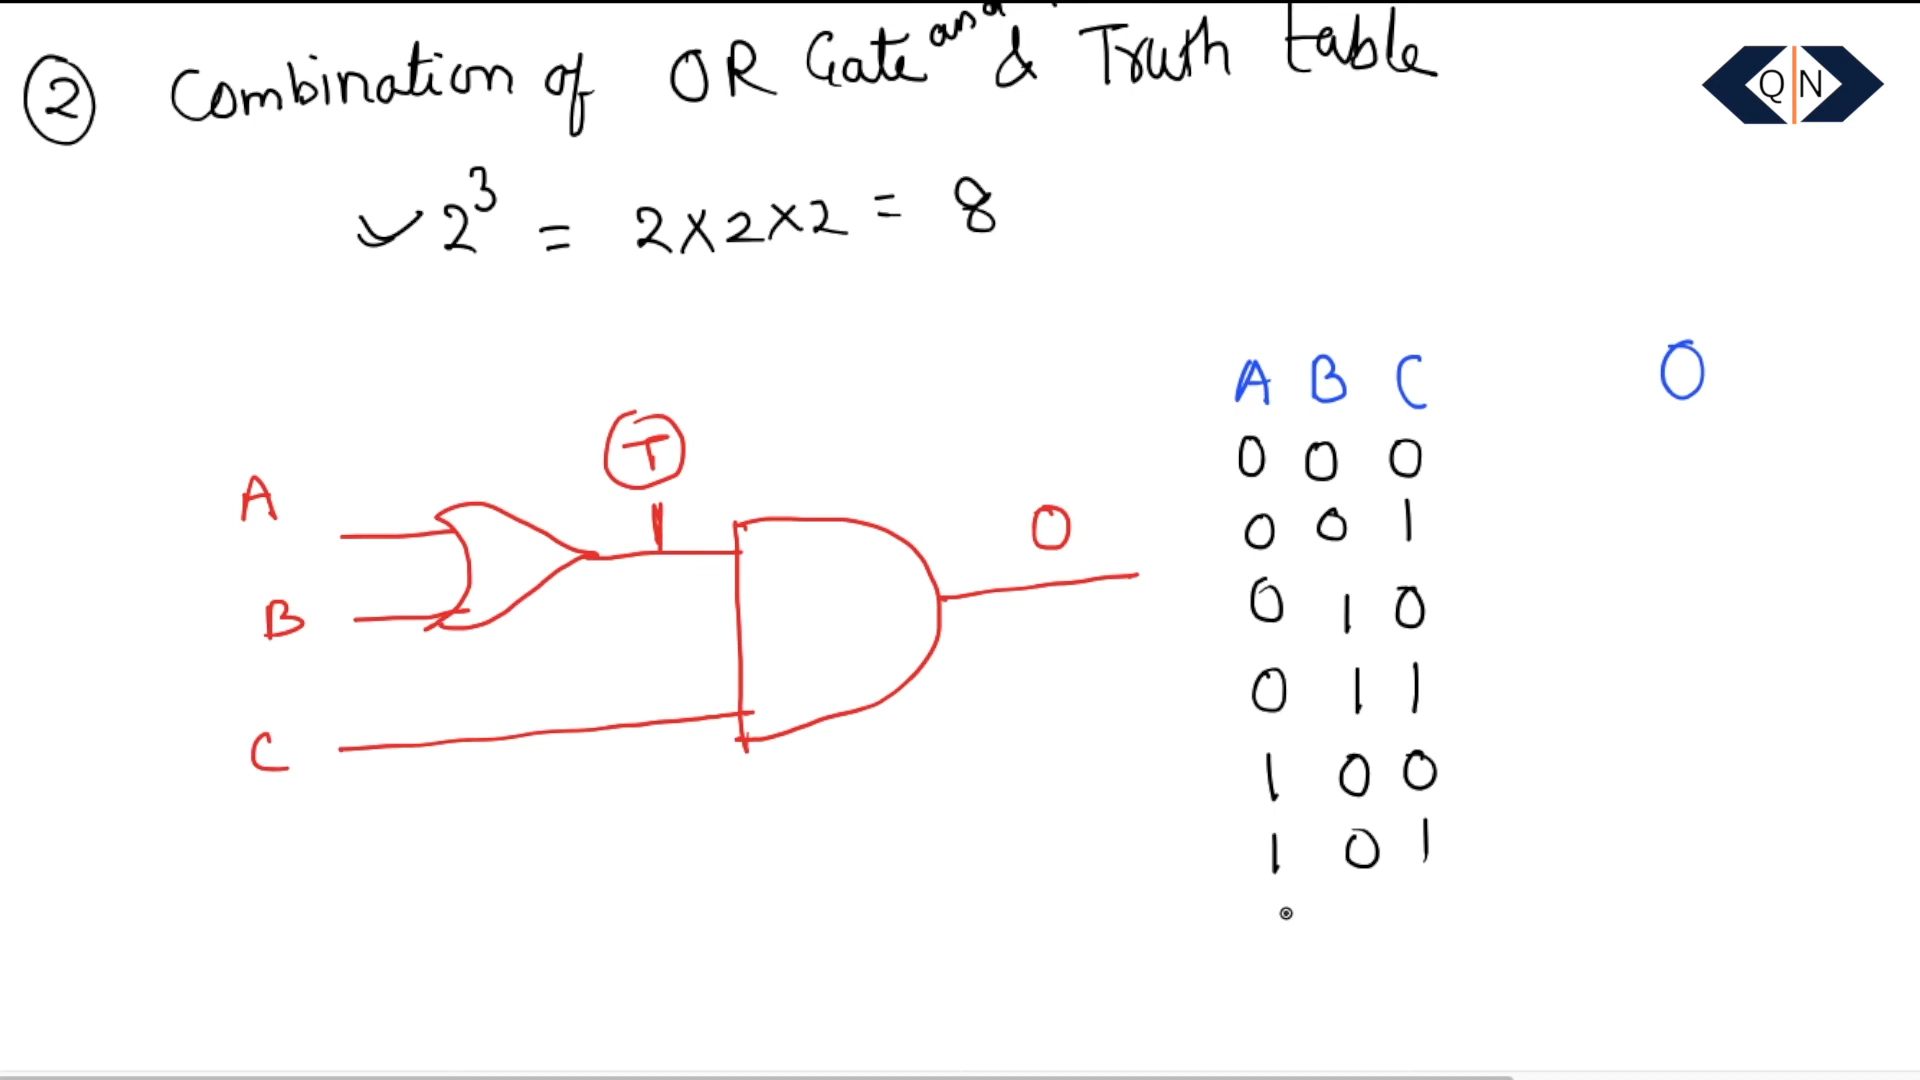 ② Combination of OR Gate and & Truth table
2³ = 2×2×2 = 8
Q N
A B C O
0 0 0
0 0 1
0 1 0
0 1 1
1 0 0
1 0 1
T
A
B
C
O